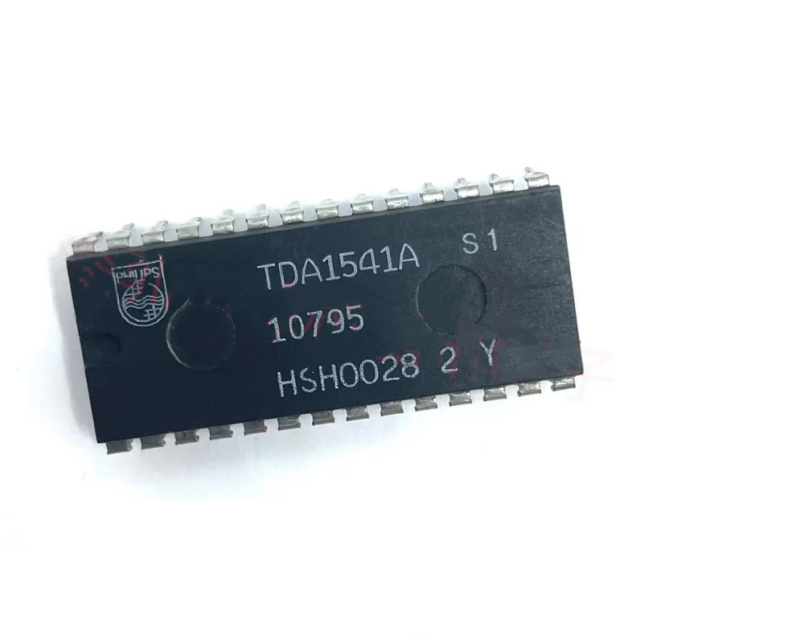 PHILIPS
TDA1541A S1
10795
HSH0028 2 Y